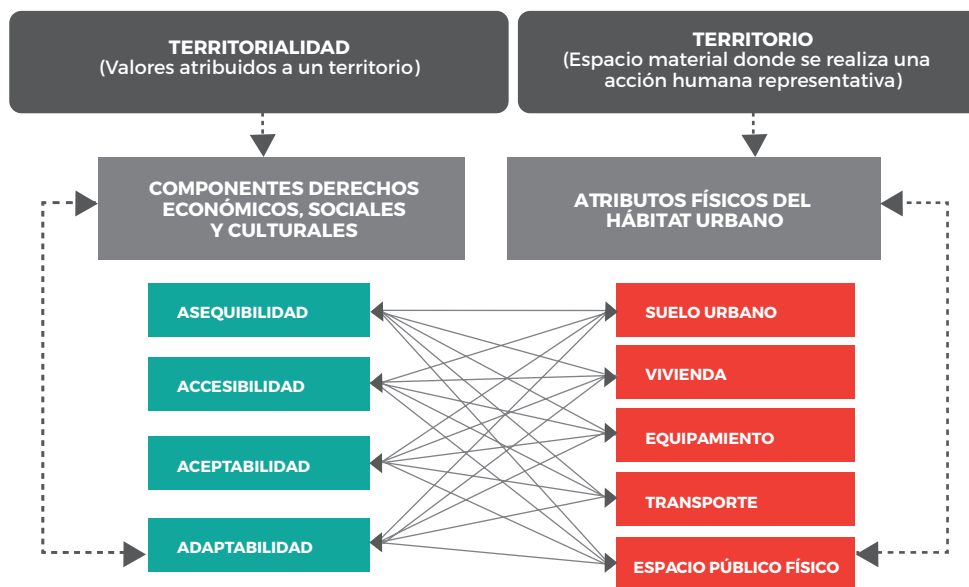 TERRITORIALIDAD
(Valores atribuidos a un territorio)
TERRITORIO
(Espacio material donde se realiza una
acción humana representativa)
COMPONENTES DERECHOS
ECONÓMICOS, SOCIALES
Y CULTURALES
ATRIBUTOS FÍSICOS DEL
HÁBITAT URBANO
ASEQUIBILIDAD
ACCESIBILIDAD
ACEPTABILIDAD
ADAPTABILIDAD
SUELO URBANO
VIVIENDA
EQUIPAMIENTO
TRANSPORTE
ESPACIO PÚBLICO FÍSICO